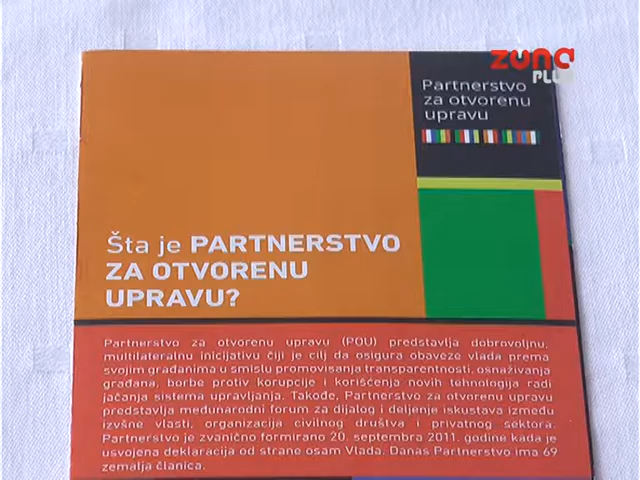 zuna
PLUS
Partnerstvo
za otvorenu
upravu
Šta je PARTNERSTVO
ZA OTVORENU
UPRAVU?
Partnerstvo za otvorenu upravu (POU) predstavlja dobrovoljnu,
multilateralnu inicijativu čiji je cilj da osigura obaveze vlada prema
svojim građanima u smislu promovisanja transparentnosti, osnaživanja
građana, borbe protiv korupcije i korišćenja novih tehnologija radi
jačanja sistema upravljanja. Takođe, Partnerstvo za otvorenu upravu
predstavlja međunarodni forum za dijalog i deljenje iskustava između
izvšne vlasti, organizacija civilnog društva i privatnog sektora.
Partnerstvo je zvanično formirano 20. septembra 2011. godine kada je
usvojena deklaracija od strane osam Vlada. Danas Partnerstvo ima 69
zemalja članica.